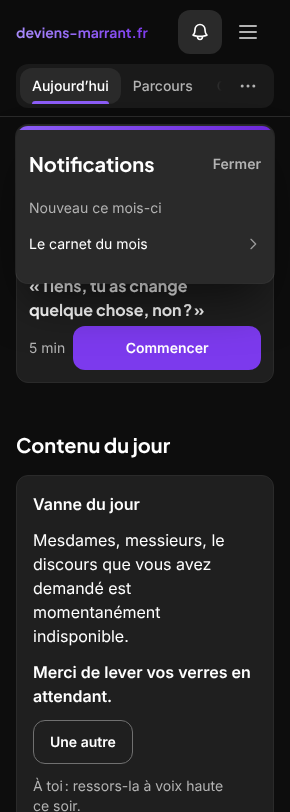 deviens-marrant.fr
Aujourd’hui
Parcours
Notifications
Fermer
Nouveau ce mois-ci
Le carnet du mois
« Tiens, tu as changé
quelque chose, non ? »
5 min
Commencer
Contenu du jour
Vanne du jour
Mesdames, messieurs, le
discours que vous avez
demandé est
momentanément
indisponible.
Merci de lever vos verres en
attendant.
Une autre
À toi : ressors-la à voix haute
ce soir.